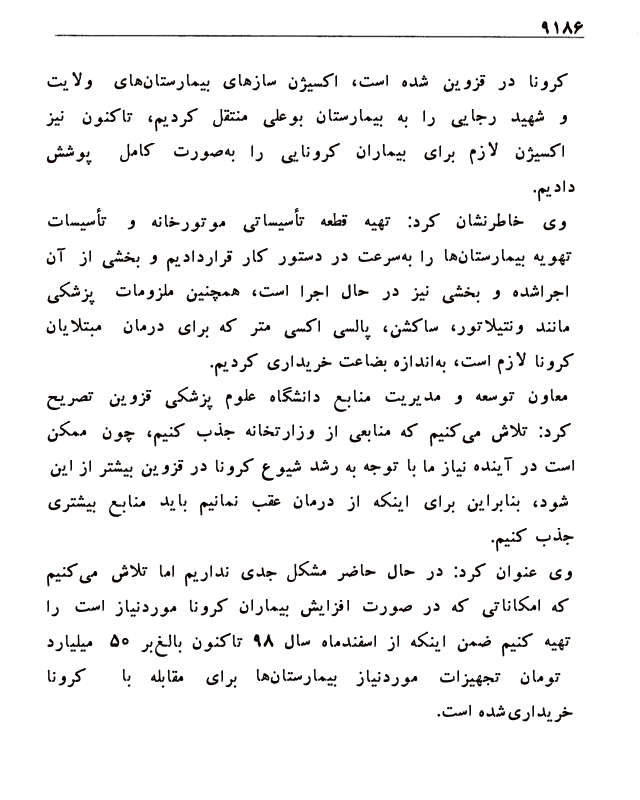 ۹۱۸۶
کرونا در قزوین شده است، اکسیژن سازهای بیمارستان‌های ولایت
و شهید رجایی را به بیمارستان بوعلی منتقل کردیم، تاکنون نیز
اکسیژن لازم برای بیماران کرونایی را به‌صورت کامل پوشش
دادیم.
وی خاطرنشان کرد: تهیه قطعه تأسیساتی موتورخانه و تأسیسات
تهویه بیمارستان‌ها را به‌سرعت در دستور کار قراردادیم و بخشی از آن
اجراشده و بخشی نیز در حال اجرا است، همچنین ملزومات پزشکی
مانند ونتیلاتور، ساکشن، پالسی اکسی متر که برای درمان مبتلایان
کرونا لازم است، به‌اندازه بضاعت خریداری کردیم.
معاون توسعه و مدیریت منابع دانشگاه علوم پزشکی قزوین تصریح
کرد: تلاش می‌کنیم که منابعی از وزارتخانه جذب کنیم، چون ممکن
است در آینده نیاز ما با توجه به رشد شیوع کرونا در قزوین بیشتر از این
شود، بنابراین برای اینکه از درمان عقب نمانیم باید منابع بیشتری
جذب کنیم.
وی عنوان کرد: در حال حاضر مشکل جدی نداریم اما تلاش می‌کنیم
که امکاناتی که در صورت افزایش بیماران کرونا موردنیاز است را
تهیه کنیم ضمن اینکه از اسفندماه سال ۹۸ تاکنون بالغ‌بر ۵۰ میلیارد
تومان تجهیزات موردنیاز بیمارستان‌ها برای مقابله با کرونا
خریداری‌شده است.